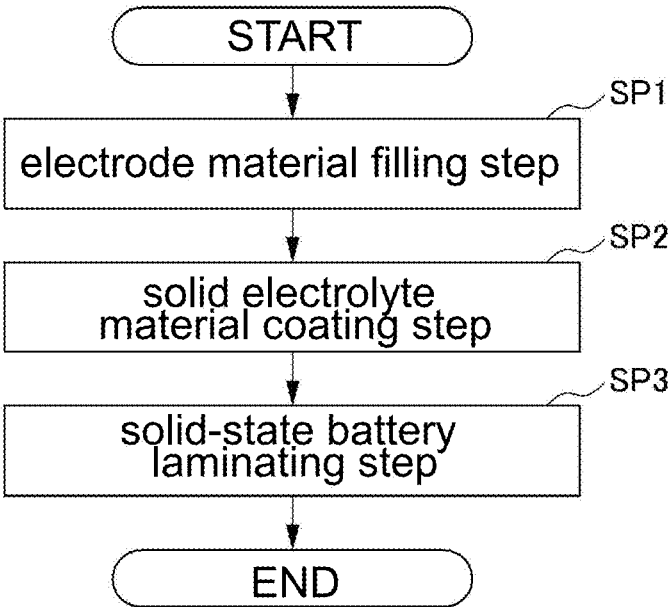 START
SP1
electrode material filling step
SP2
solid electrolyte
material coating step
SP3
solid-state battery
laminating step
END